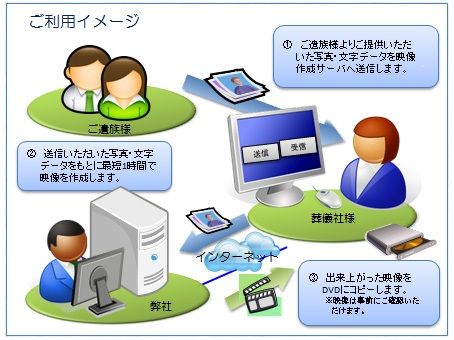 ご利用イメージ
① ご遺族様よりご提供いただ
いた写真・文字データを映像
作成サーバへ送信します。
ご遺族様
② 送信いただいた写真・文字
データをもとに最短1時間で
映像を作成します。
送信
受信
葬儀社様
インターネット
弊社
③ 出来上がった映像を
DVDにコピーします。
※映像は事前にご確認いた
だけます。